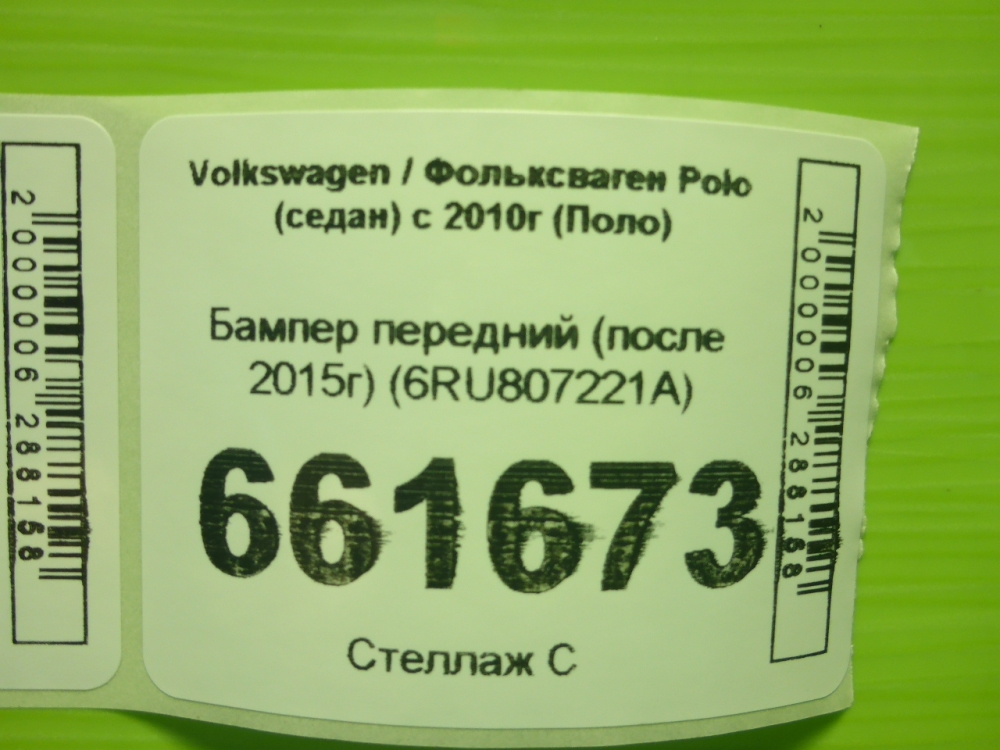 Volkswagen / Фольксваген Polo
(седан) с 2010г (Поло)
Бампер передний (после
2015г) (6RU807221A)
661673
Стеллаж С
2000006288168
2000006288168